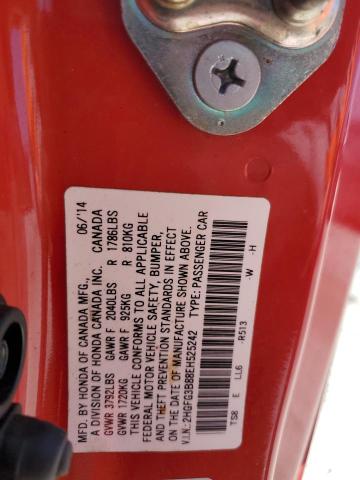 MFD. BY HONDA OF CANADA MFG., 06/'14
A DIVISION OF HONDA CANADA INC. CANADA
GVWR 3792LBS GAWR F 2040LBS R 1786LBS
GVWR 1720KG GAWR F 925KG R 810KG
THIS VEHICLE CONFORMS TO ALL APPLICABLE
FEDERAL MOTOR VEHICLE SAFETY, BUMPER,
AND THEFT PREVENTION STANDARDS IN EFFECT
ON THE DATE OF MANUFACTURE SHOWN ABOVE.
V.I.N.:2HGFG3B88EH525242 TYPE: PASSENGER CAR
TS8 E LL6 -R513 -W -H